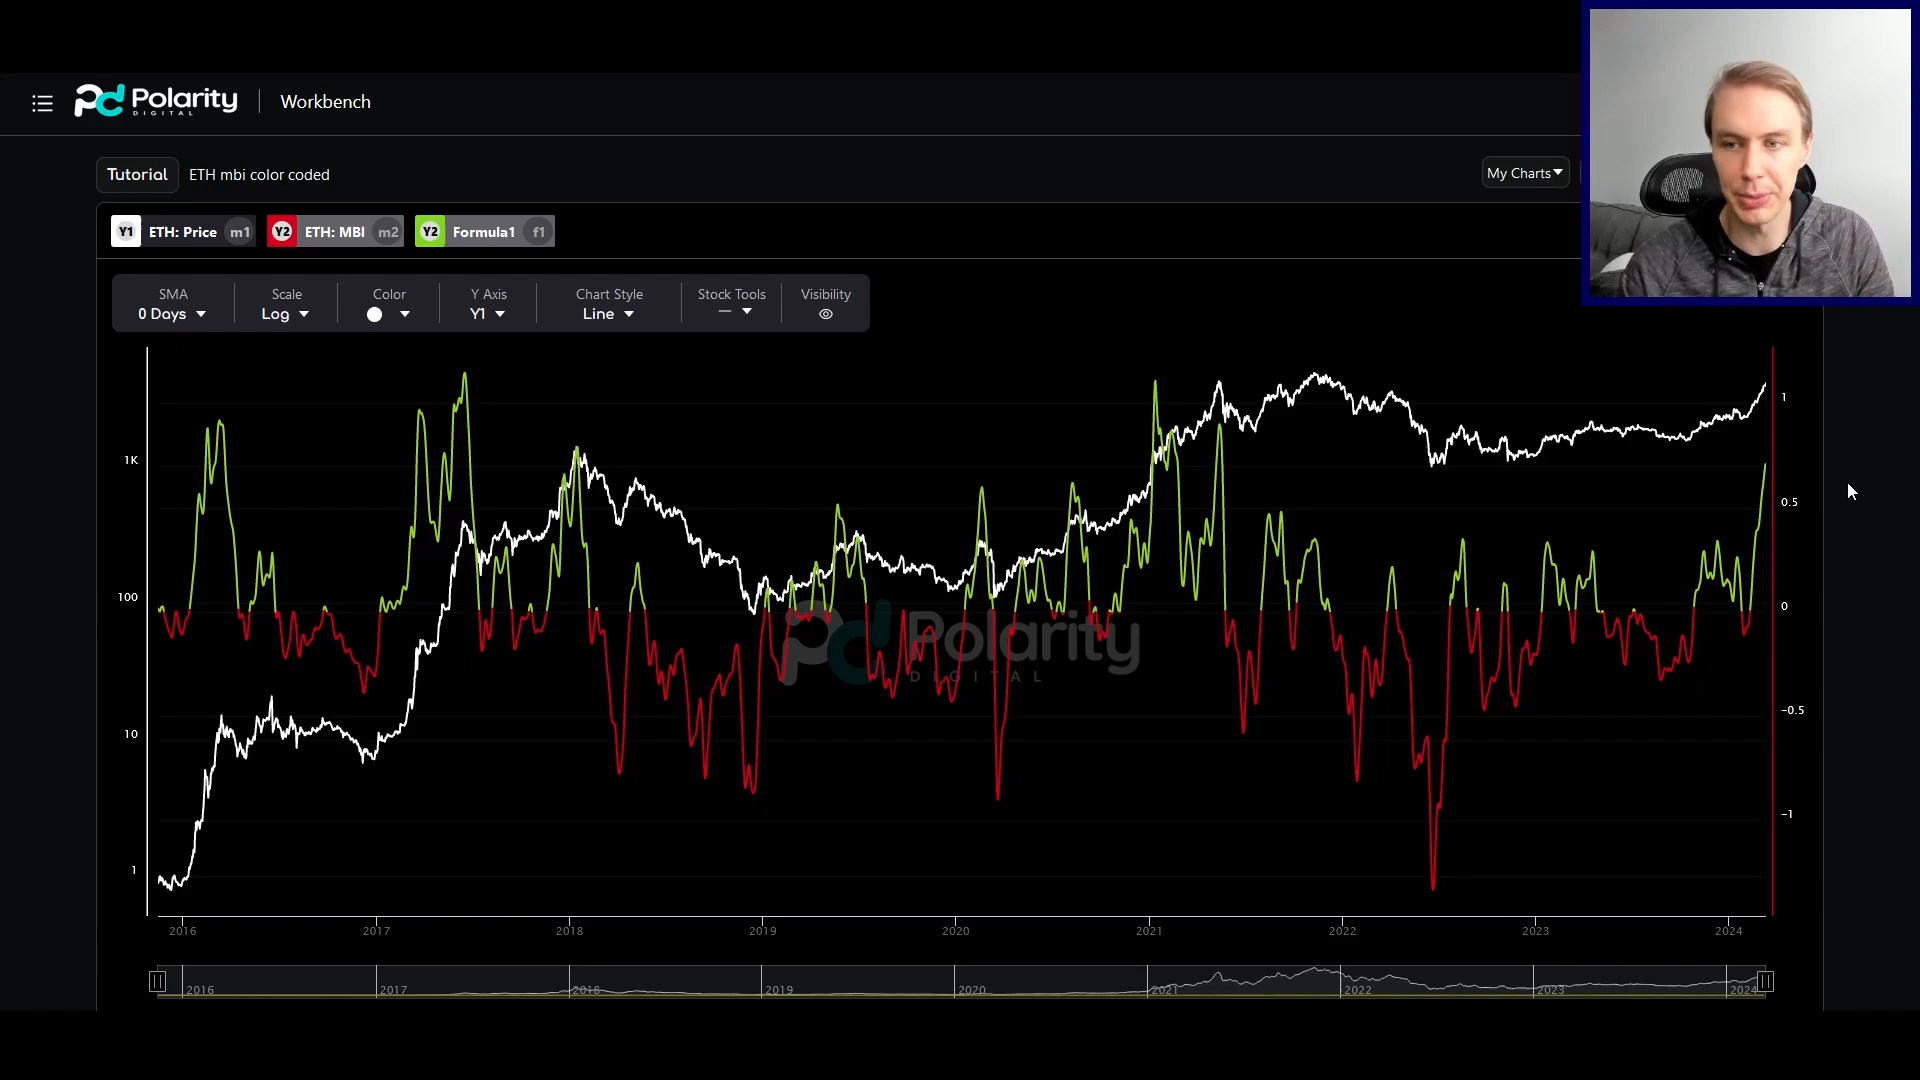 Polarity
DIGITAL
Workbench
Tutorial
ETH mbi color coded
My Charts
Y1 ETH: Price m1
Y2 ETH: MBI m2
Y2 Formula1 f1
SMA
0 Days
Scale
Log
Color
Y Axis
Y1
Chart Style
Line
Stock Tools
—
Visibility
1K
100
10
1
1
0.5
0
−0.5
−1
Polarity
DIGITAL
2016 2017 2018 2019 2020 2021 2022 2023 2024
2016 2017 2018 2019 2020 2021 2022 2023 2024